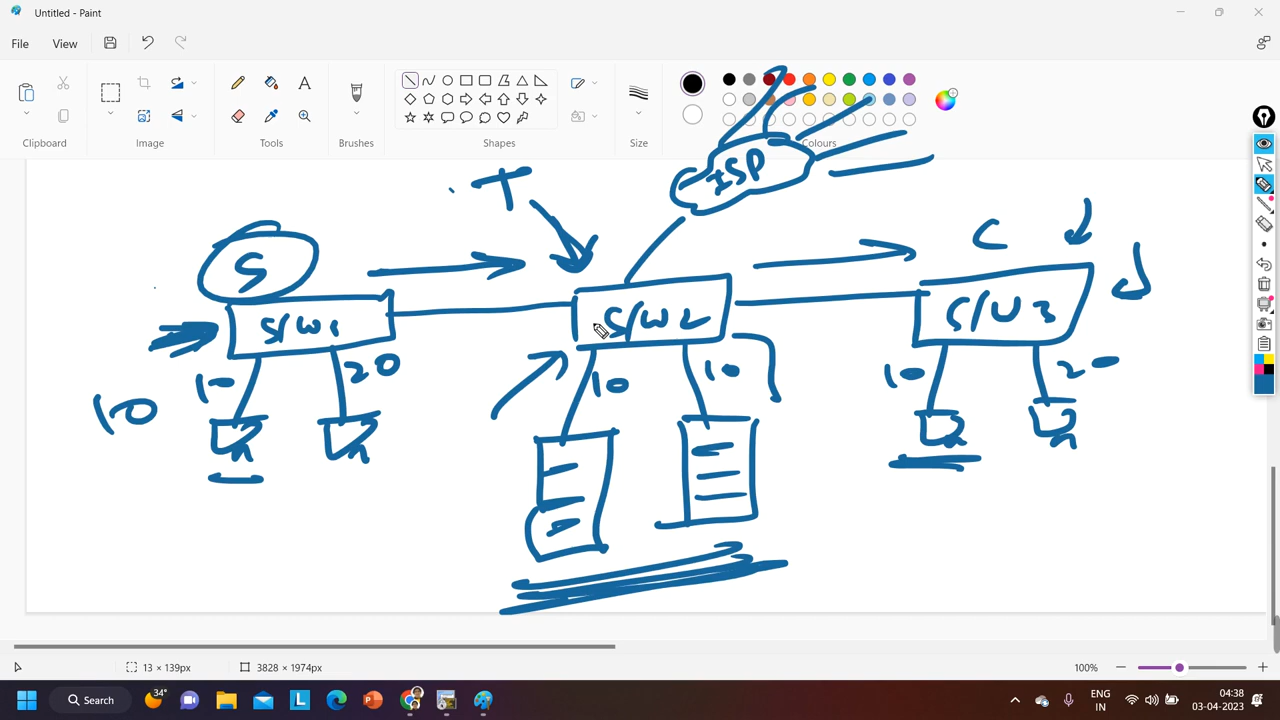 Untitled - Paint
File
View
Clipboard
Image
Tools
Brushes
Shapes
Size
Colours
ISP
T
S
C
S/W1
S/W2
S/W3
10
20
10
10
10
20
10
13 × 139px
3828 × 1974px
100%
Search
34°
ENG
IN
04:38
03-04-2023